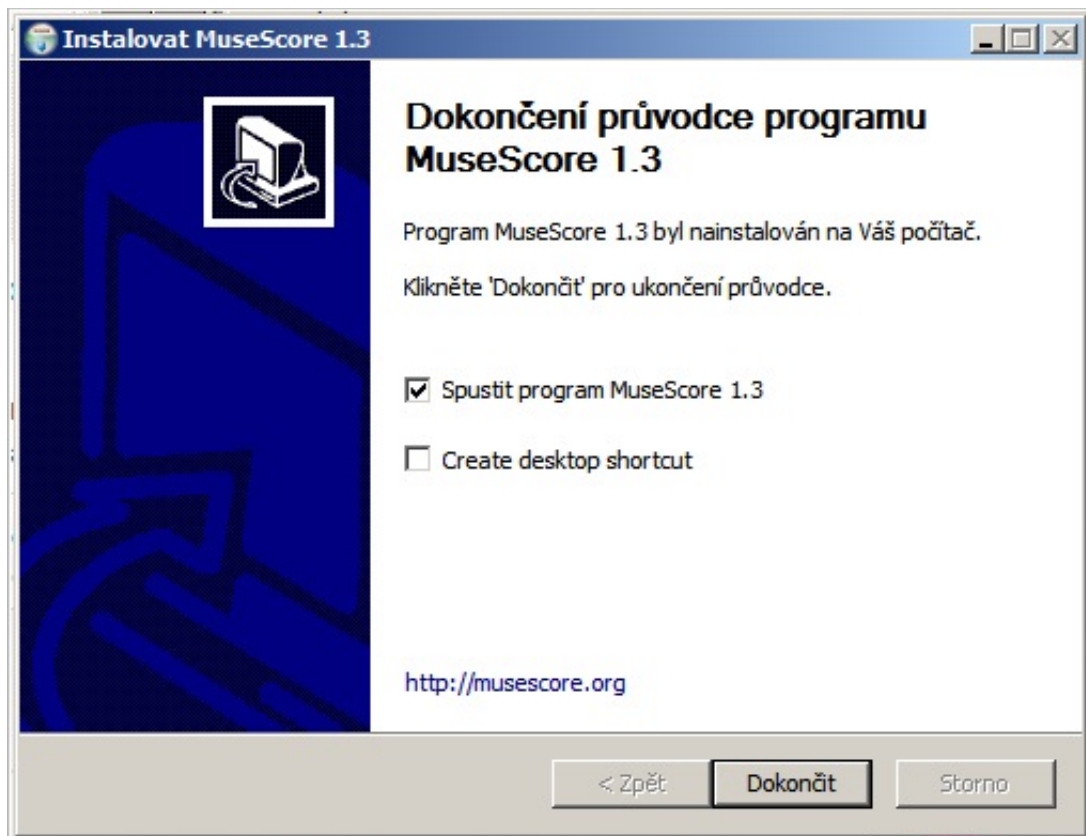 Instalovat MuseScore 1.3
Dokončení průvodce programu
MuseScore 1.3
Program MuseScore 1.3 byl nainstalován na Váš počítač.
Klikněte 'Dokončit' pro ukončení průvodce.
Spustit program MuseScore 1.3
Create desktop shortcut
http://musescore.org
< Zpět
Dokončit
Storno